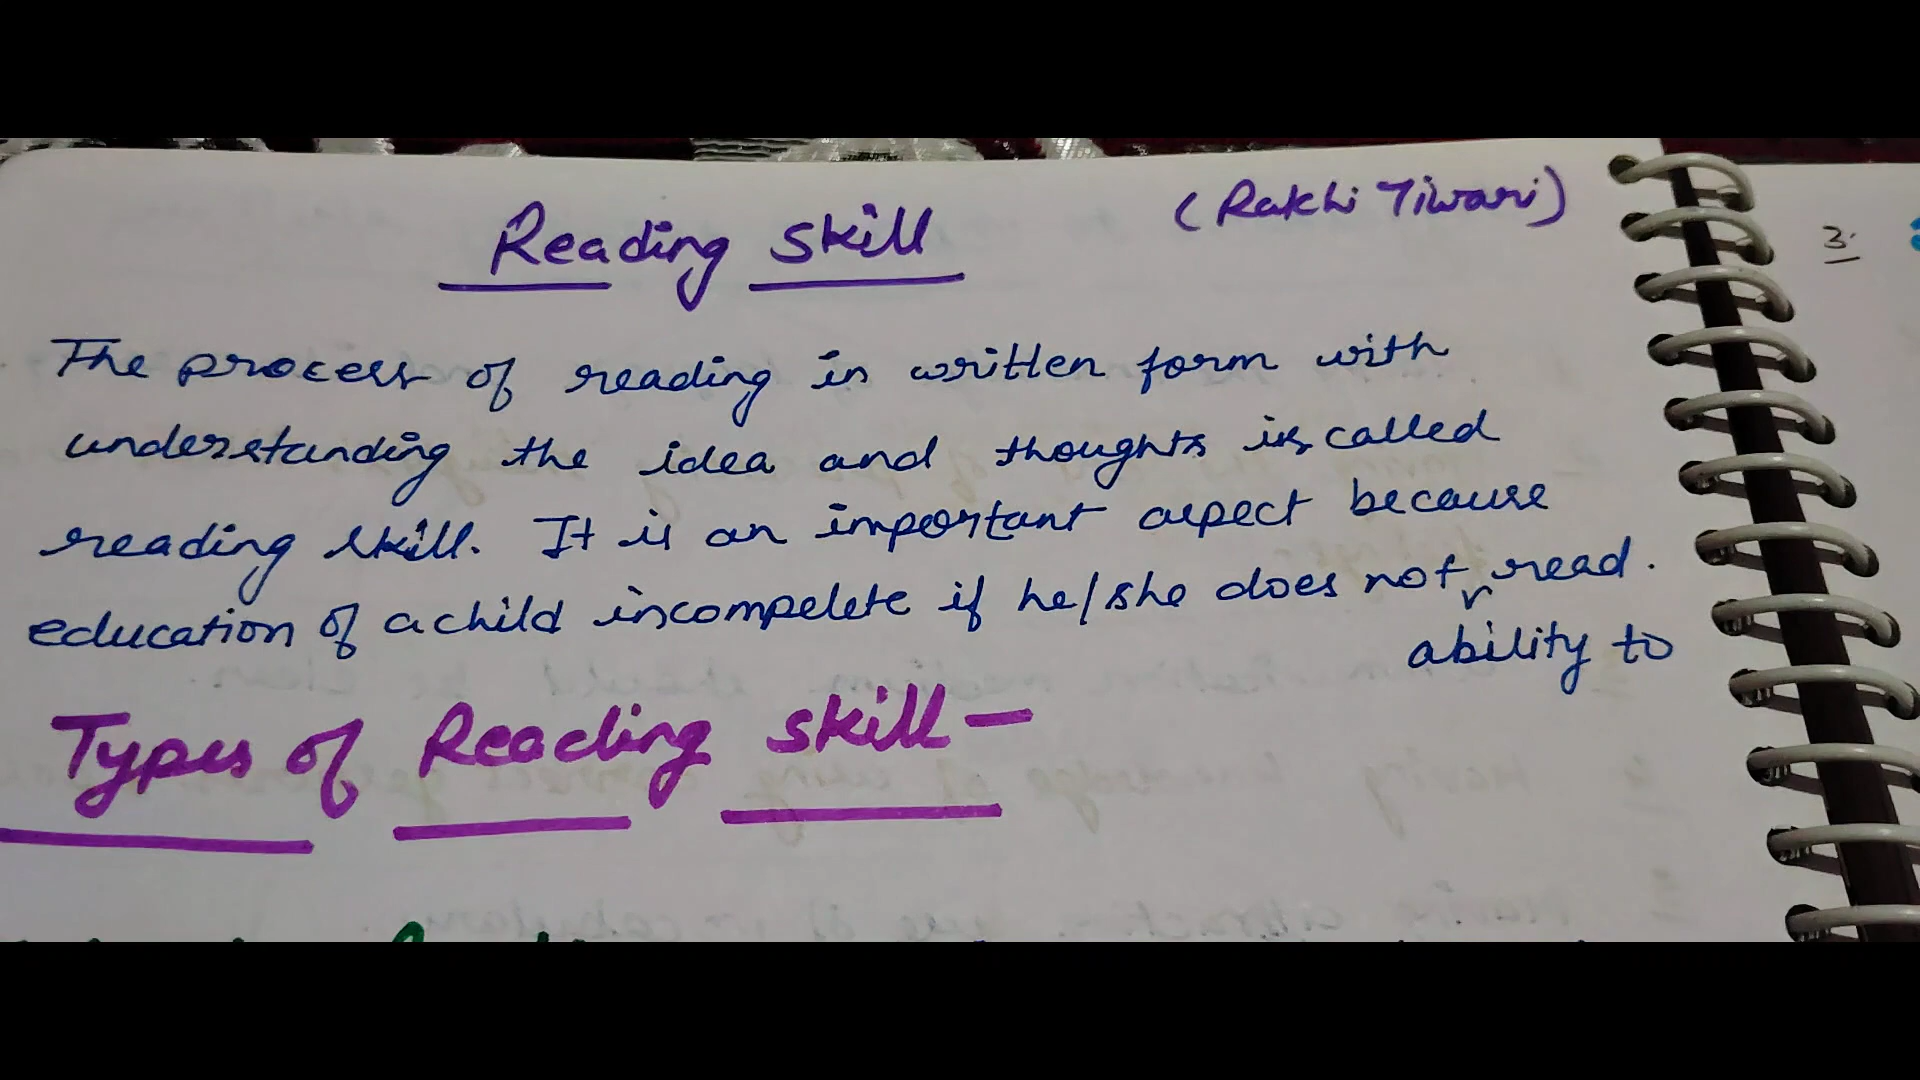 Reading skill
(Rakhi Tiwari)
The process of reading in written form with
understanding the idea and thoughts is called
reading skill. It is an important aspect because
education of a child incompelete if he/she does not read.
ability to
Types of Reading skill-
3.